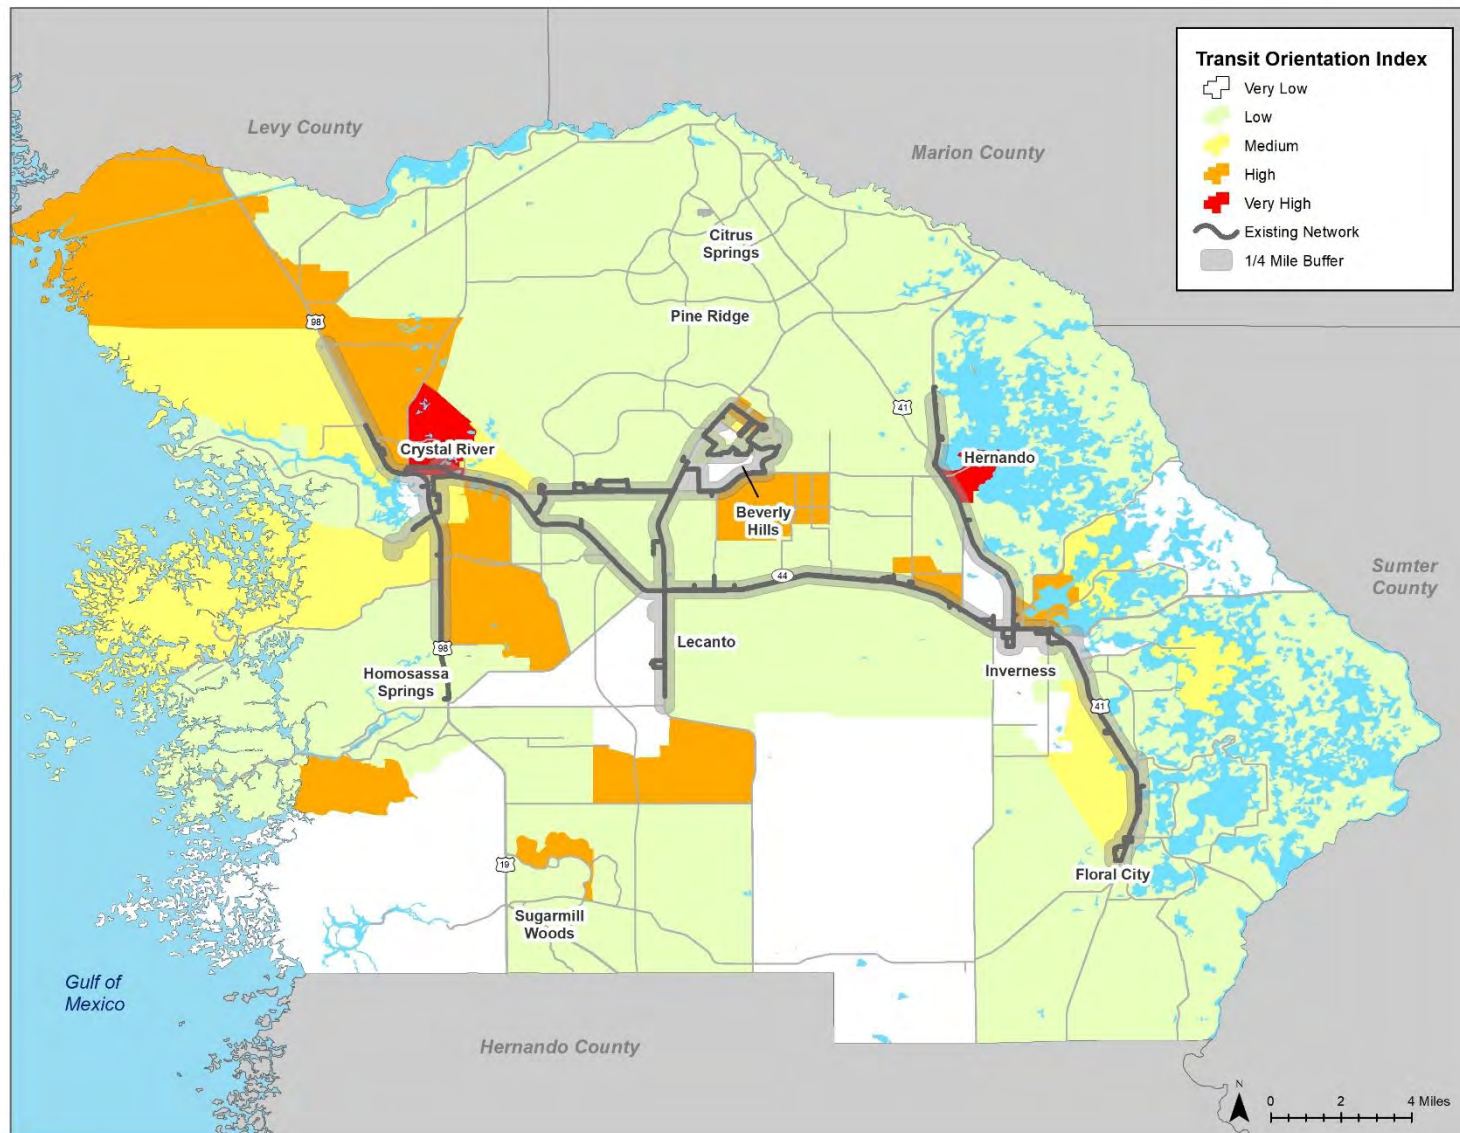 Transit Orientation Index
Very Low
Low
Medium
High
Very High
Existing Network
1/4 Mile Buffer
Levy County
Marion County
Citrus
Springs
Pine Ridge
98
41
Crystal River
Hernando
Beverly
Hills
44
Sumter
County
Lecanto
98
Homosassa
Springs
Inverness
41
19
Floral City
Sugarmill
Woods
Gulf of
Mexico
Hernando County
N
0 2 4 Miles